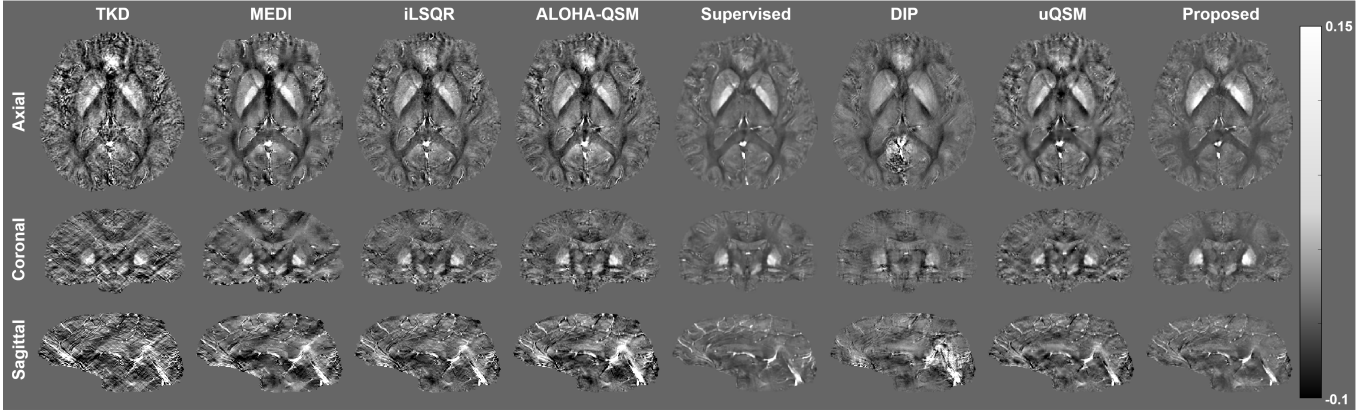 TKD MEDI iLSQR ALOHA-QSM Supervised DIP uQSM Proposed
0.15
Axial
Coronal
Sagittal
-0.1